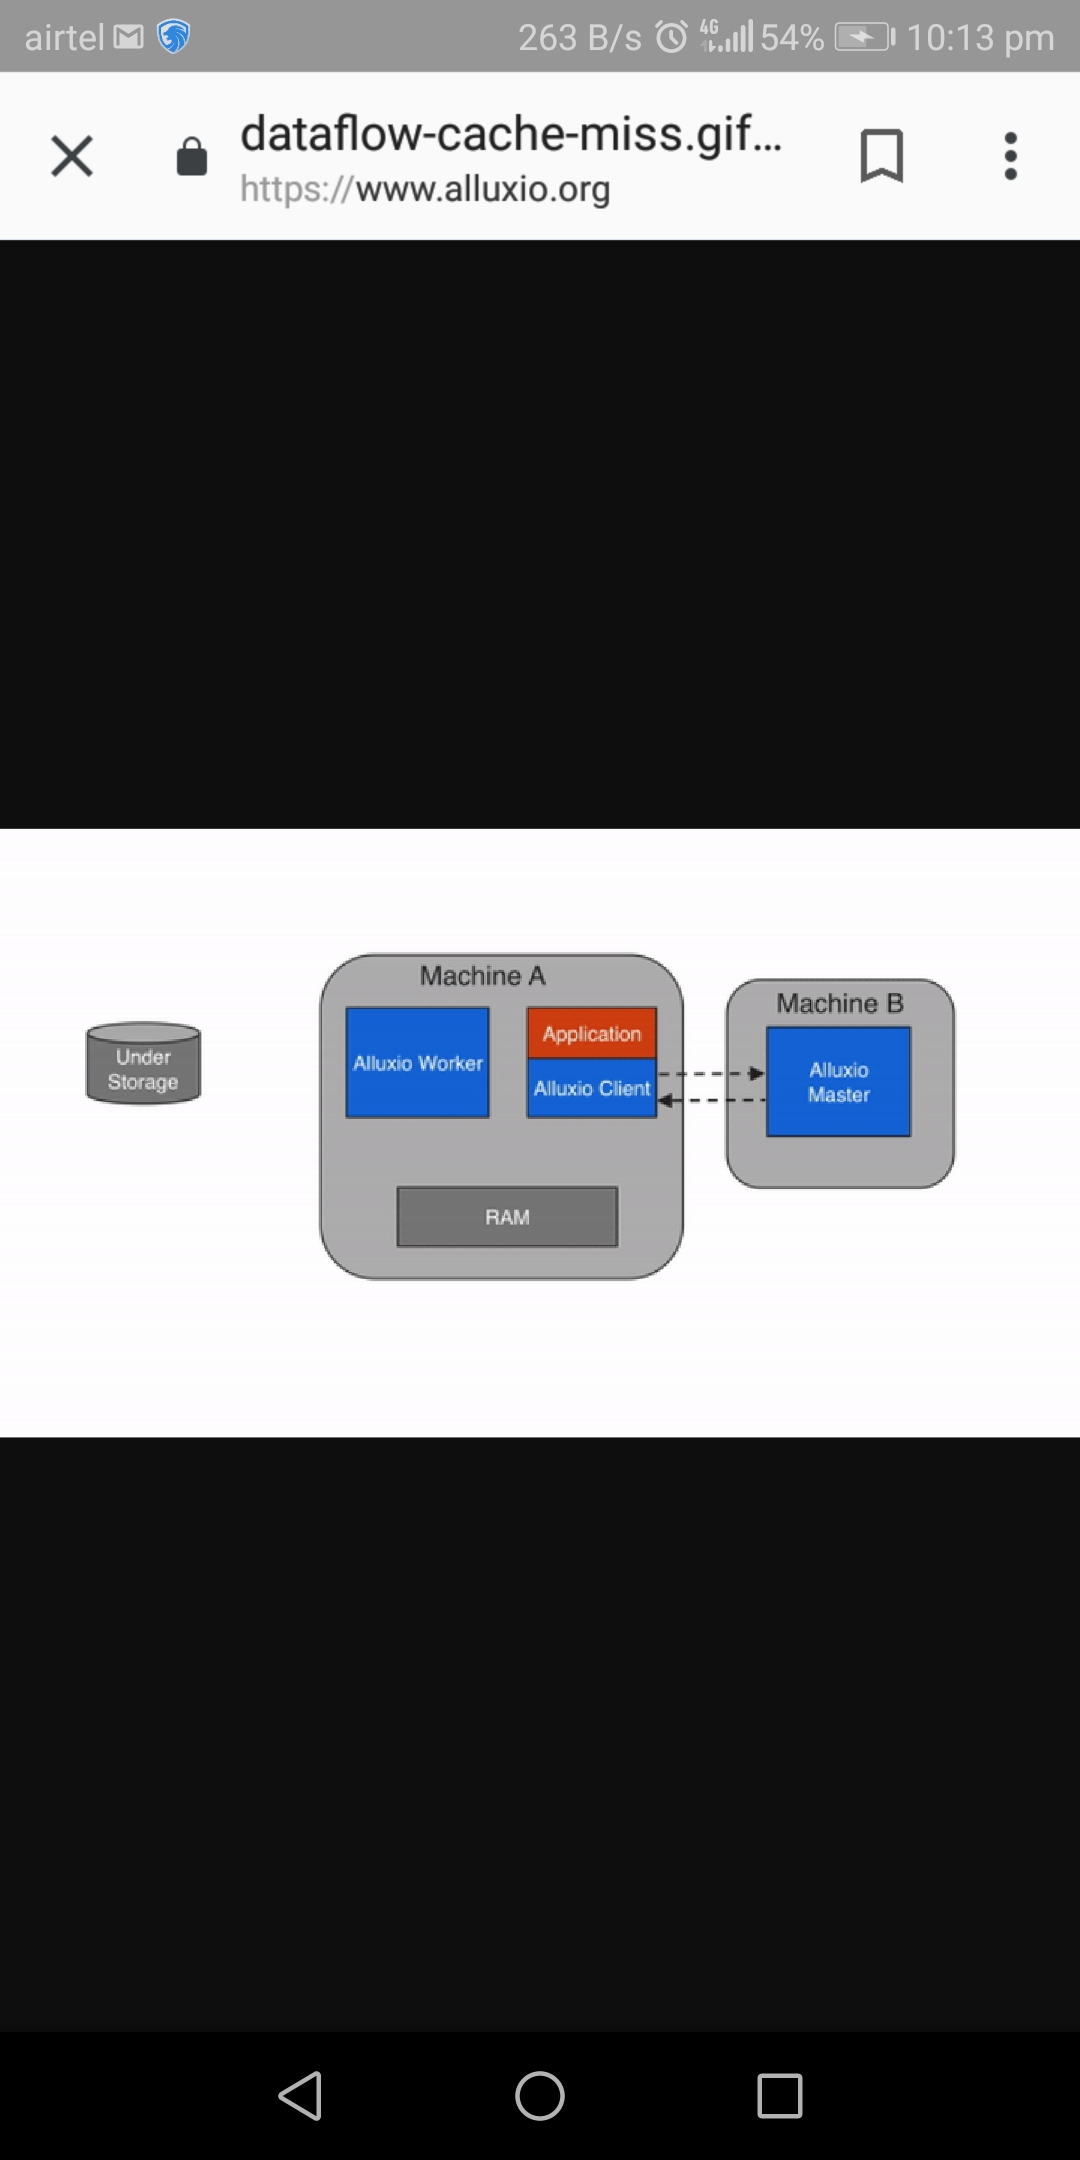 airtel 263 B/s 4G 54% 10:13 pm
dataflow-cache-miss.gif...
https://www.alluxio.org
Machine A
Machine B
Under
Storage
Alluxio Worker
Application
Alluxio Client
Alluxio
Master
RAM